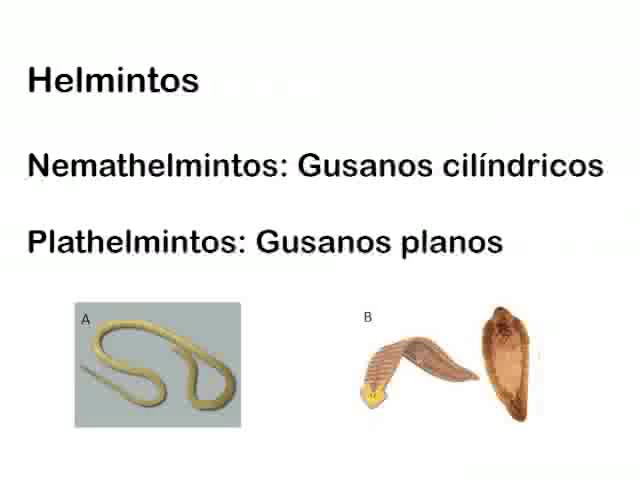 Helmintos
Nemathelmintos: Gusanos cilíndricos
Plathelmintos: Gusanos planos
A
B